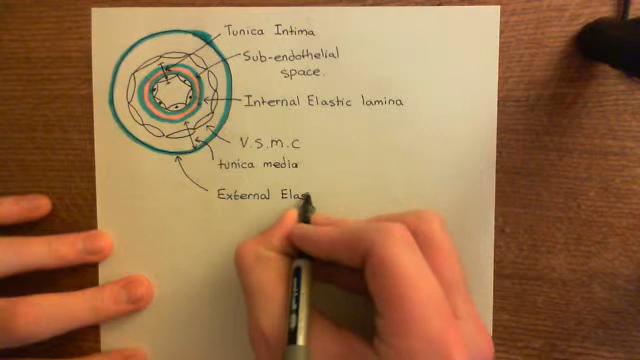 Tunica Intima
Sub-endothelial
space.
Internal Elastic lamina
V.S.M.C
tunica media
External Elas